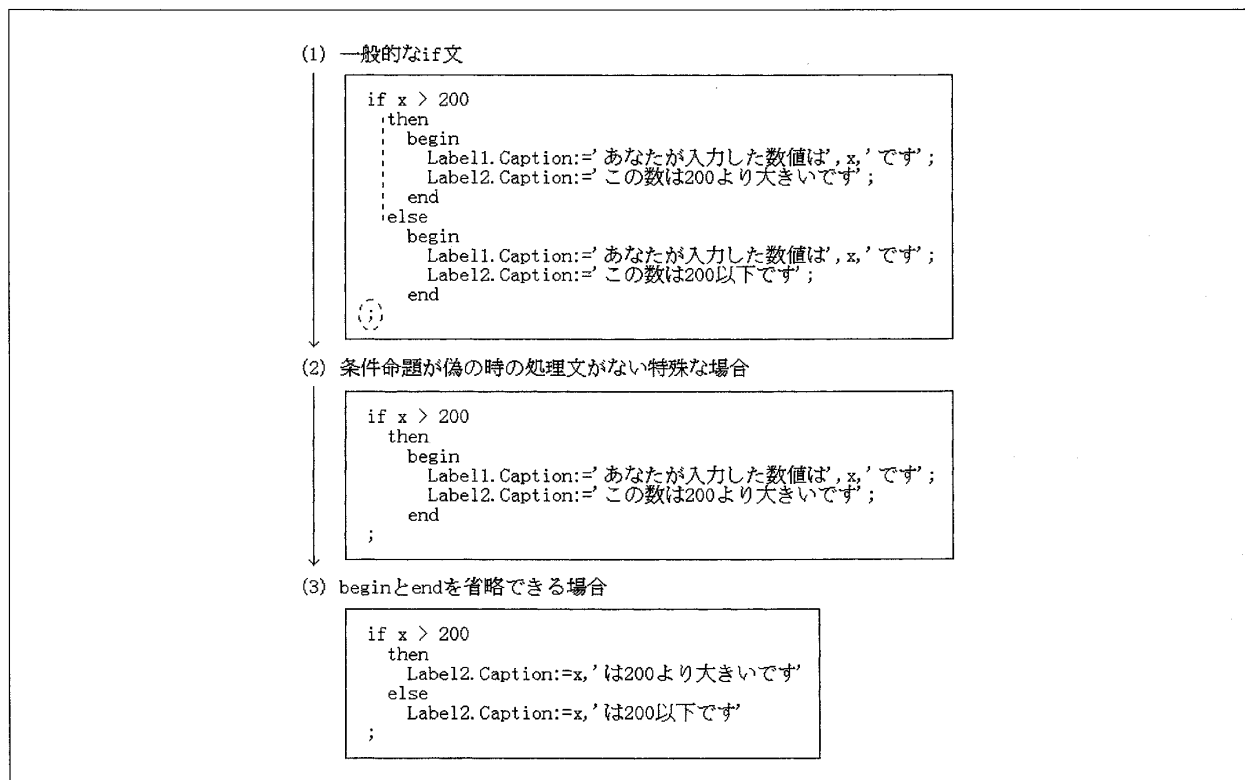 (1) 一般的なif文
if x > 200
then
begin
Label1.Caption:='あなたが入力した数値は',x,'です';
Label2.Caption:='この数は200より大きいです';
end
else
begin
Label1.Caption:='あなたが入力した数値は',x,'です';
Label2.Caption:='この数は200以下です';
end
;
(2) 条件命題が偽の時の処理文がない特殊な場合
if x > 200
then
begin
Label1.Caption:='あなたが入力した数値は',x,'です';
Label2.Caption:='この数は200より大きいです';
end
;
(3) beginとendを省略できる場合
if x > 200
then
Label2.Caption:=x,'は200より大きいです'
else
Label2.Caption:=x,'は200以下です'
;